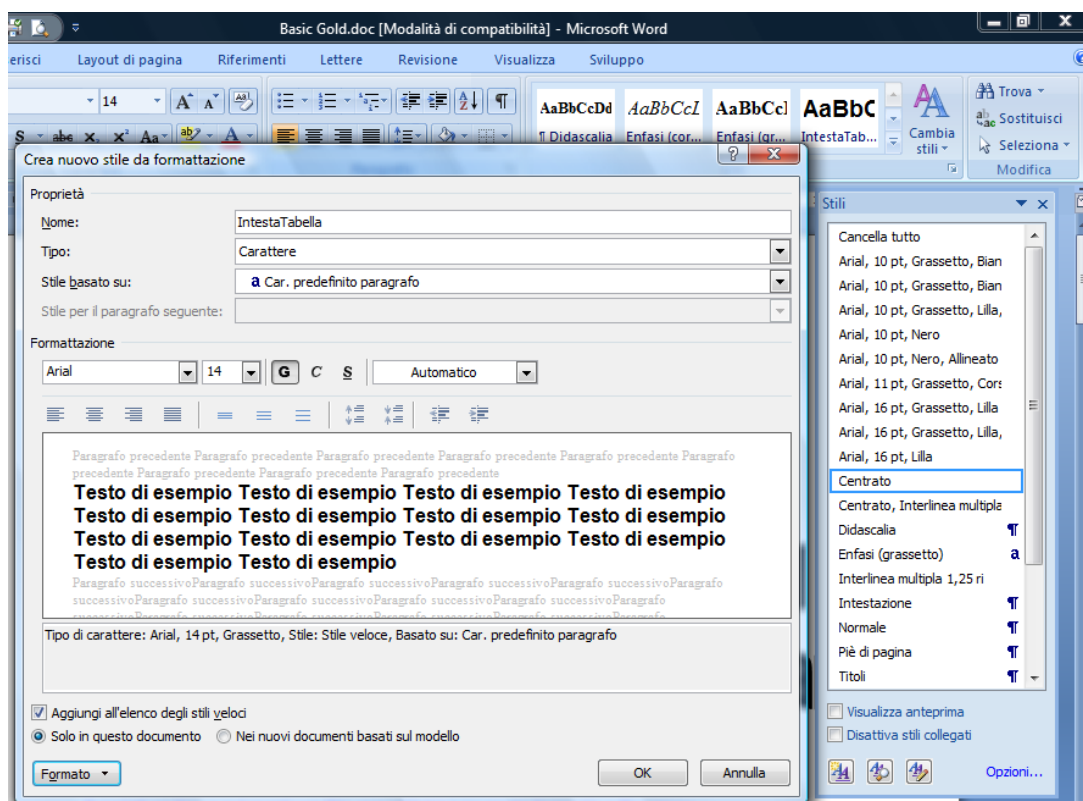 Basic Gold.doc [Modalità di compatibilità] - Microsoft Word
erisci Layout di pagina Riferimenti Lettere Revisione Visualizza Sviluppo
14 A A Aa
AaBbCcDd AaBbCcL AaBbCcl AaBbC
¶ Didascalia Enfasi (cor... Enfasi (gr... IntestaTab...
Cambia
stili
Trova
Sostituisci
Seleziona
Modifica
S abe x, x² Aa A
Crea nuovo stile da formattazione
Proprietà
Nome: IntestaTabella
Tipo: Carattere
Stile basato su: a Car. predefinito paragrafo
Stile per il paragrafo seguente:
Formattazione
Arial 14 G C S Automatico
Paragrafo precedente Paragrafo precedente Paragrafo precedente Paragrafo precedente Paragrafo precedente Paragrafo
precedente Paragrafo precedente Paragrafo precedente Paragrafo precedente
Testo di esempio Testo di esempio Testo di esempio Testo di esempio
Testo di esempio Testo di esempio Testo di esempio Testo di esempio
Testo di esempio Testo di esempio Testo di esempio Testo di esempio
Testo di esempio Testo di esempio
Paragrafo successivoParagrafo successivoParagrafo successivoParagrafo successivoParagrafo successivoParagrafo
successivoParagrafo successivoParagrafo successivoParagrafo successivoParagrafo
Tipo di carattere: Arial, 14 pt, Grassetto, Stile: Stile veloce, Basato su: Car. predefinito paragrafo
Aggiungi all'elenco degli stili veloci
Solo in questo documento Nei nuovi documenti basati sul modello
Formato OK Annulla
Stili
Cancella tutto
Arial, 10 pt, Grassetto, Bian
Arial, 10 pt, Grassetto, Bian
Arial, 10 pt, Grassetto, Lilla,
Arial, 10 pt, Nero
Arial, 10 pt, Nero, Allineato
Arial, 11 pt, Grassetto, Cors
Arial, 16 pt, Grassetto, Lilla
Arial, 16 pt, Grassetto, Lilla,
Arial, 16 pt, Lilla
Centrato
Centrato, Interlinea multipla
Didascalia ¶
Enfasi (grassetto) a
Interlinea multipla 1,25 ri
Intestazione ¶
Normale ¶
Piè di pagina ¶
Titoli ¶
Visualizza anteprima
Disattiva stili collegati
Opzioni...